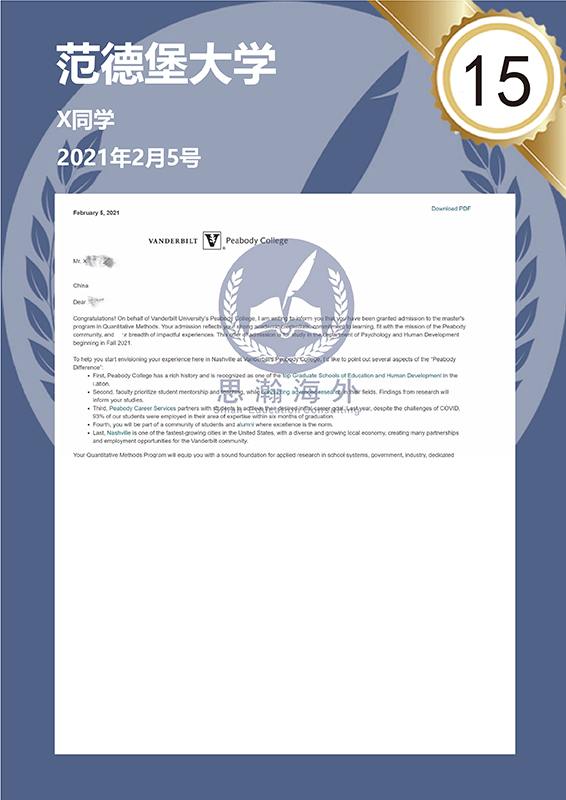 范德堡大学
15
X同学
2021年2月5号
February 5, 2021
Download PDF
VANDERBILT V Peabody College
Mr. X
China
Dear
Congratulations! On behalf of Vanderbilt University's Peabody College, I am writing to inform you that you have been granted admission to the master's
program in Quantitative Methods. Your admission reflects your strong academic expertise, commitment to learning, fit with the mission of the Peabody
community, and breadth of impactful experiences. This offer of admission is for study in the Department of Psychology and Human Development
beginning in Fall 2021.
To help you start envisioning your experience here in Nashville at Vanderbilt's Peabody College, I'd like to point out several aspects of the "Peabody
Difference":
• First, Peabody College has a rich history and is recognized as one of the top Graduate Schools of Education and Human Development in the
nation.
• Second, faculty prioritize student mentorship and teaching, while conducting advanced research in their fields. Findings from research will
inform your studies.
• Third, Peabody Career Services partners with students to achieve their desired initial career goal. Last year, despite the challenges of COVID,
93% of our students were employed in their area of expertise within six months of graduation.
• Fourth, you will be part of a community of students and alumni where excellence is the norm.
• Last, Nashville is one of the fastest-growing cities in the United States, with a diverse and growing local economy, creating many partnerships
and employment opportunities for the Vanderbilt community.
Your Quantitative Methods Program will equip you with a sound foundation for applied research in school systems, government, industry, dedicated
思瀚海外